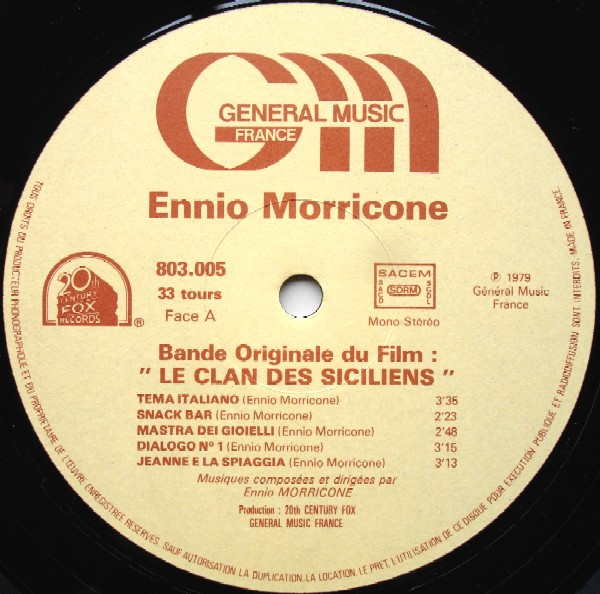 Gm
GENERAL MUSIC
FRANCE
Ennio Morricone
20th
CENTURY
FOX
RECORDS
®
803.005
33 tours
Face A
SACEM
SACD
SDRM
SGDL
Mono-Stéréo
℗ 1979
Général Music
France
Bande Originale du Film :
" LE CLAN DES SICILIENS "
TEMA ITALIANO (Ennio Morricone) 3'35
SNACK BAR (Ennio Morricone) 2'23
MASTRA DEI GIOIELLI (Ennio Morricone) 2'48
DIALOGO Nº 1 (Ennio Morricone) 3'15
JEANNE E LA SPIAGGIA (Ennio Morricone) 3'13
Musiques composées et dirigées par
Ennio MORRICONE
Production : 20th CENTURY FOX
GENERAL MUSIC FRANCE
TOUS DROITS DU PRODUCTEUR PHONOGRAPHIQUE ET DU PROPRIETAIRE DE L'ŒUVRE ENREGISTREE RESERVES. SAUF AUTORISATION LA DUPLICATION, LA LOCATION LE PRET, L'UTILISATION DE CE DISQUE POUR EXECUTION PUBLIQUE ET RADIODIFFUSION SONT INTERDITS. MADE IN FRANCE.